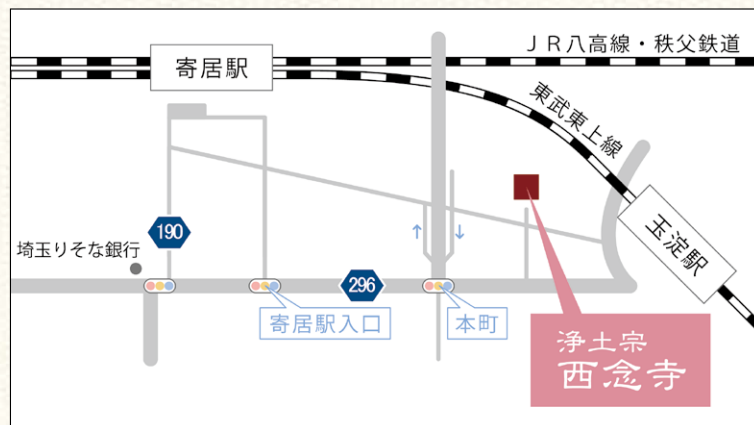 ＪＲ八高線・秩父鉄道
寄居駅
東武東上線
玉淀駅
190
↑
↓
埼玉りそな銀行
296
寄居駅入口
本町
浄土宗
西念寺